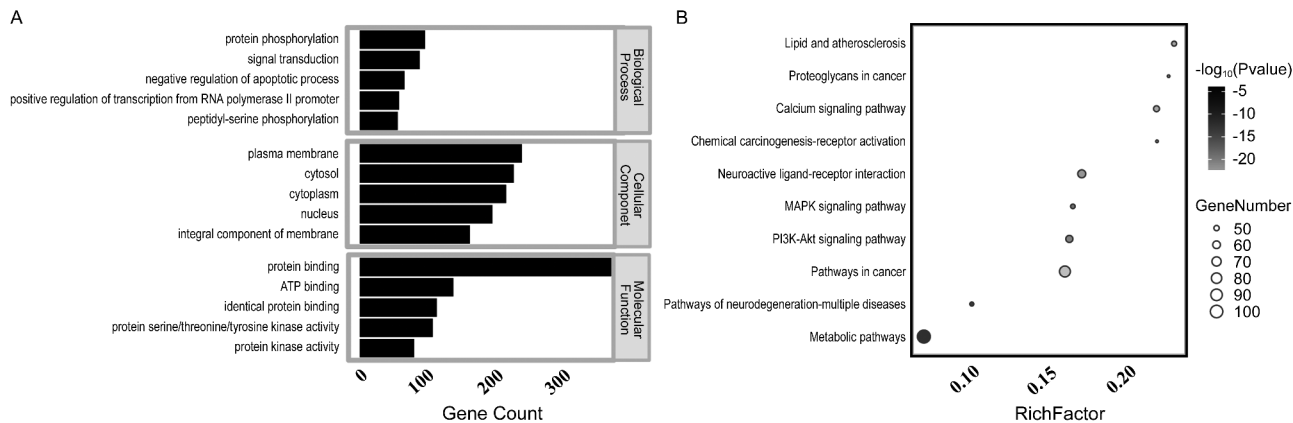 A
protein phosphorylation
signal transduction
negative regulation of apoptotic process
positive regulation of transcription from RNA polymerase II promoter
peptidyl-serine phosphorylation
Biological
Process
plasma membrane
cytosol
cytoplasm
nucleus
integral component of membrane
Cellular
Componet
protein binding
ATP binding
identical protein binding
protein serine/threonine/tyrosine kinase activity
protein kinase activity
Molecular
Function
0
100
200
300
Gene Count
B
Lipid and atherosclerosis
Proteoglycans in cancer
Calcium signaling pathway
Chemical carcinogenesis-receptor activation
Neuroactive ligand-receptor interaction
MAPK signaling pathway
PI3K-Akt signaling pathway
Pathways in cancer
Pathways of neurodegeneration-multiple diseases
Metabolic pathways
0.10
0.15
0.20
RichFactor
-log₁₀(Pvalue)
-5
-10
-15
-20
GeneNumber
50
60
70
80
90
100